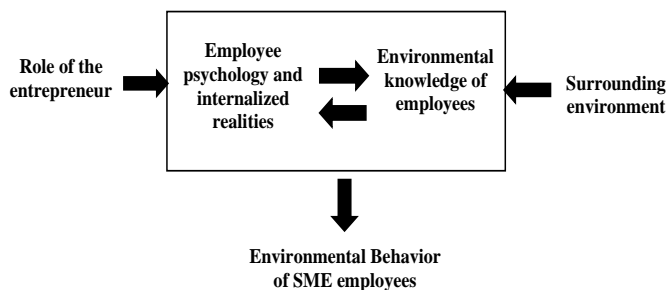 Role of the
entrepreneur
Employee
psychology and
internalized
realities
Environmental
knowledge of
employees
Surrounding
environment
Environmental Behavior
of SME employees